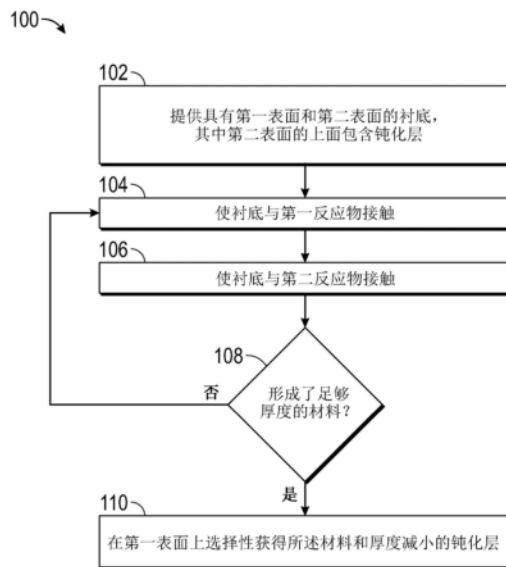 100
102
提供具有第一表面和第二表面的衬底，
其中第二表面的上面包含钝化层
104
使衬底与第一反应物接触
106
使衬底与第二反应物接触
108
形成了足够
厚度的材料？
否
是
110
在第一表面上选择性获得所述材料和厚度减小的钝化层